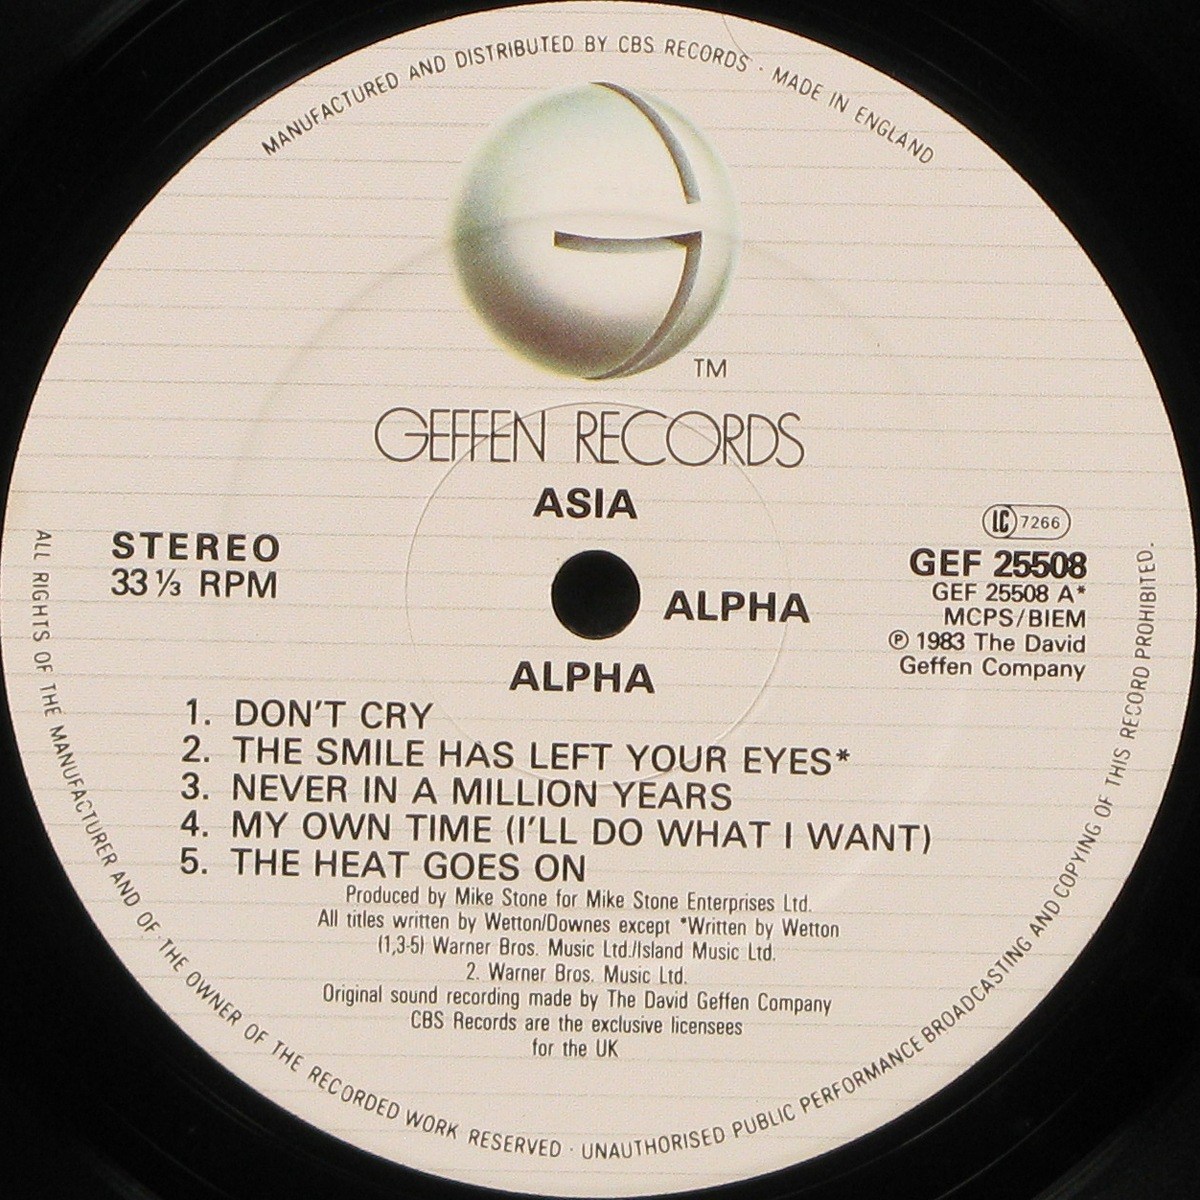 MANUFACTURED AND DISTRIBUTED BY CBS RECORDS · MADE IN ENGLAND
TM
GEFFEN RECORDS
ASIA
STEREO
33 ⅓ RPM
ALPHA
LC 7266
GEF 25508
GEF 25508 A*
MCPS/BIEM
℗ 1983 The David
Geffen Company
ALPHA
1. DON'T CRY
2. THE SMILE HAS LEFT YOUR EYES*
3. NEVER IN A MILLION YEARS
4. MY OWN TIME (I'LL DO WHAT I WANT)
5. THE HEAT GOES ON
Produced by Mike Stone for Mike Stone Enterprises Ltd.
All titles written by Wetton/Downes except *Written by Wetton
(1,3-5) Warner Bros. Music Ltd./Island Music Ltd.
2. Warner Bros. Music Ltd.
Original sound recording made by The David Geffen Company
CBS Records are the exclusive licensees
for the UK
ALL RIGHTS OF THE MANUFACTURER AND OF THE OWNER OF THE RECORDED WORK RESERVED · UNAUTHORISED PUBLIC PERFORMANCE BROADCASTING AND COPYING OF THIS RECORD PROHIBITED.